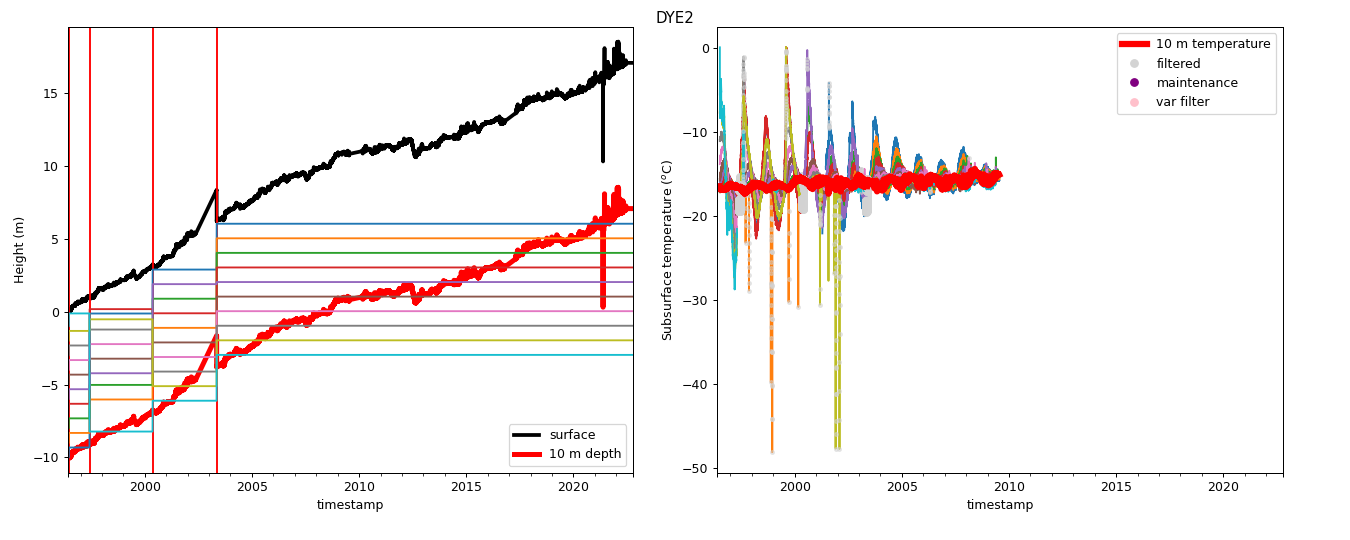 DYE2
Height (m)
15
10
5
0
−5
−10
2000
2005
2010
2015
2020
timestamp
surface
10 m depth
Subsurface temperature (°C)
0
−10
−20
−30
−40
−50
2000
2005
2010
2015
2020
timestamp
10 m temperature
filtered
maintenance
var filter